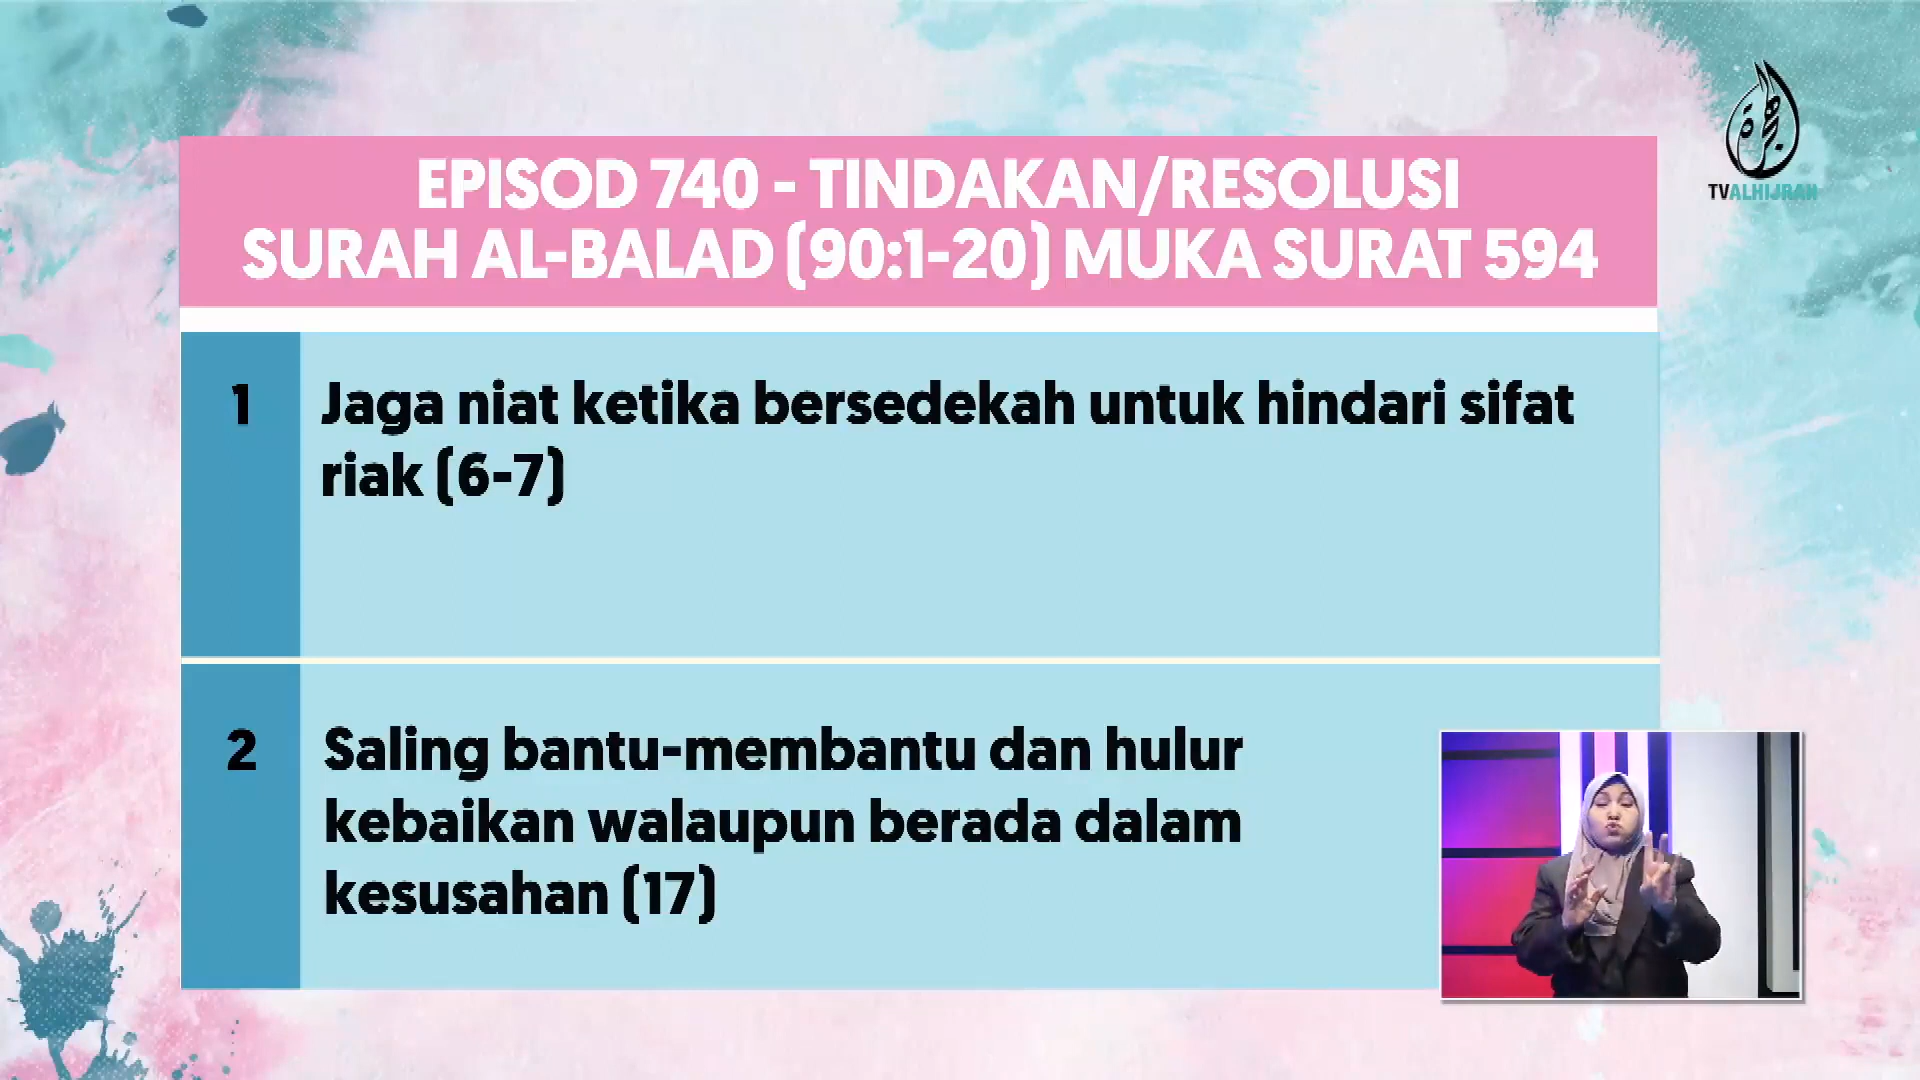 EPISOD 740 - TINDAKAN/RESOLUSI
SURAH AL-BALAD (90:1-20) MUKA SURAT 594
1
Jaga niat ketika bersedekah untuk hindari sifat
riak (6-7)
2
Saling bantu-membantu dan hulur
kebaikan walaupun berada dalam
kesusahan (17)
هجرة
TVALHIJRAH